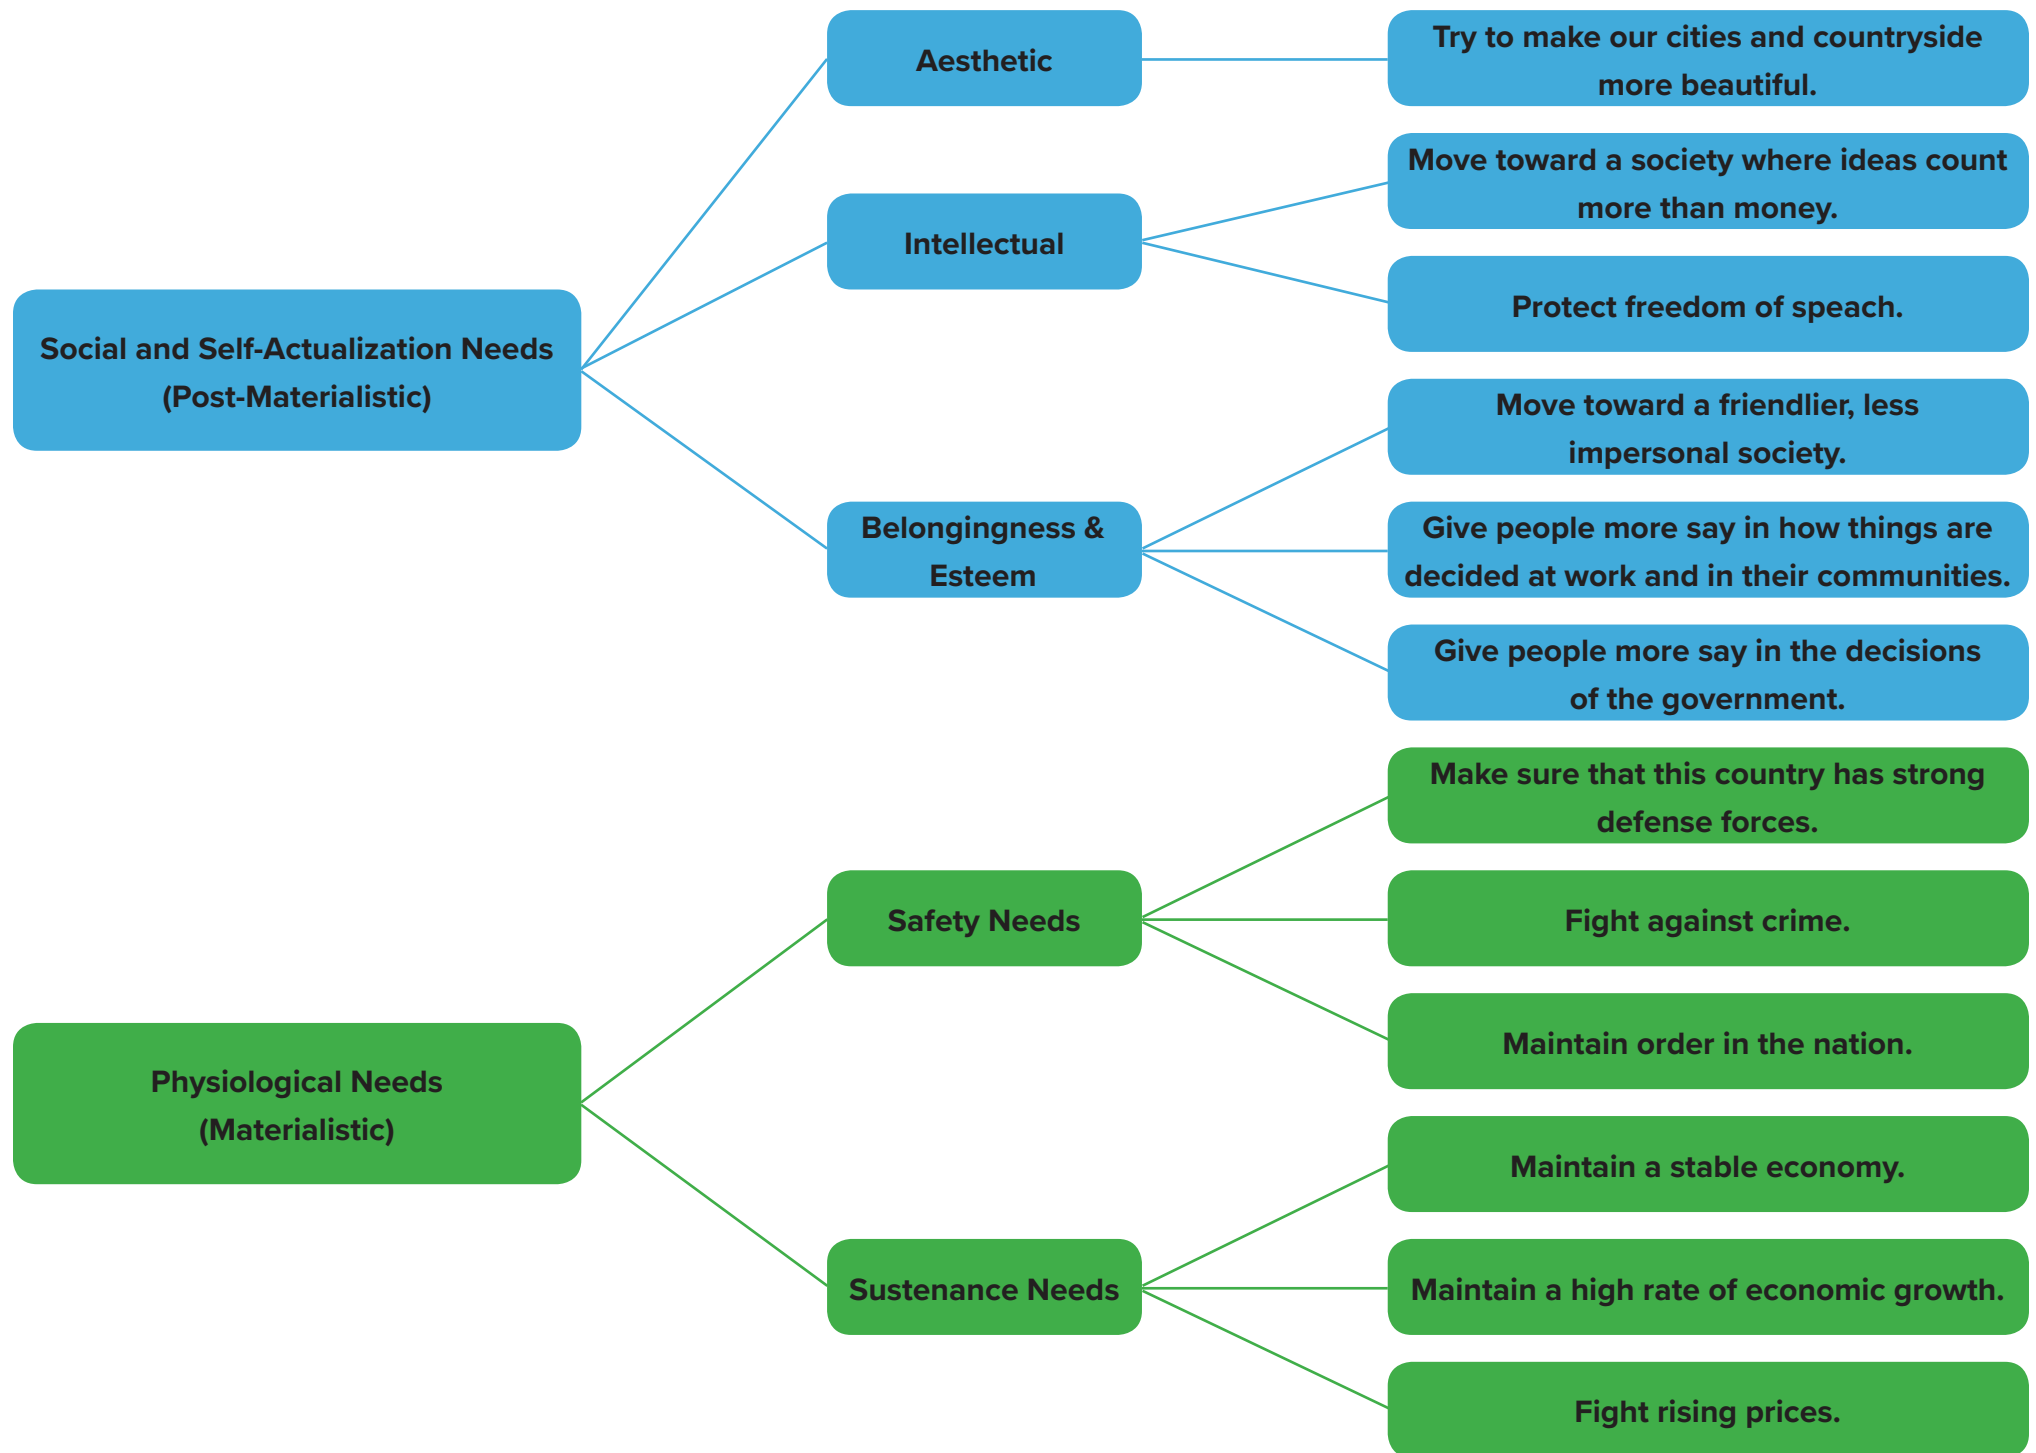 Aesthetic
Try to make our cities and countryside
more beautiful.
Move toward a society where ideas count
more than money.
Intellectual
Protect freedom of speach.
Social and Self-Actualization Needs
(Post-Materialistic)
Move toward a friendlier, less
impersonal society.
Belongingness &
Esteem
Give people more say in how things are
decided at work and in their communities.
Give people more say in the decisions
of the government.
Make sure that this country has strong
defense forces.
Safety Needs
Fight against crime.
Maintain order in the nation.
Physiological Needs
(Materialistic)
Maintain a stable economy.
Sustenance Needs
Maintain a high rate of economic growth.
Fight rising prices.